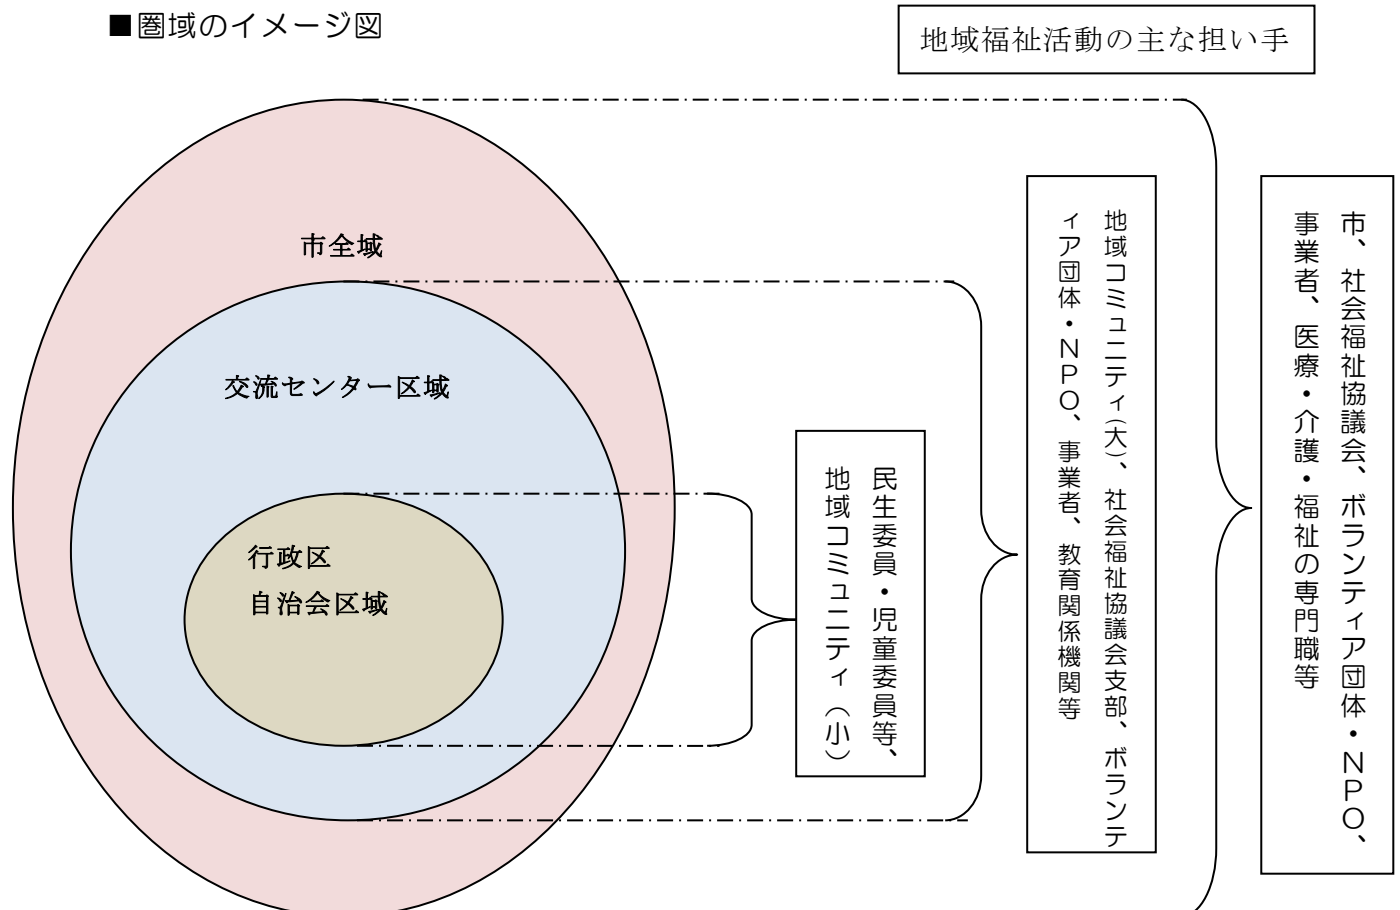 ■圏域のイメージ図
地域福祉活動の主な担い手
市全域
交流センター区域
行政区
自治会区域
民生委員・児童委員等、
地域コミュニティ（小）
地域コミュニティ(大)、社会福祉協議会支部、ボランテ
ィア団体・NPO、事業者、教育関係機関等
市、社会福祉協議会、ボランティア団体・NPO、
事業者、医療・介護・福祉の専門職等